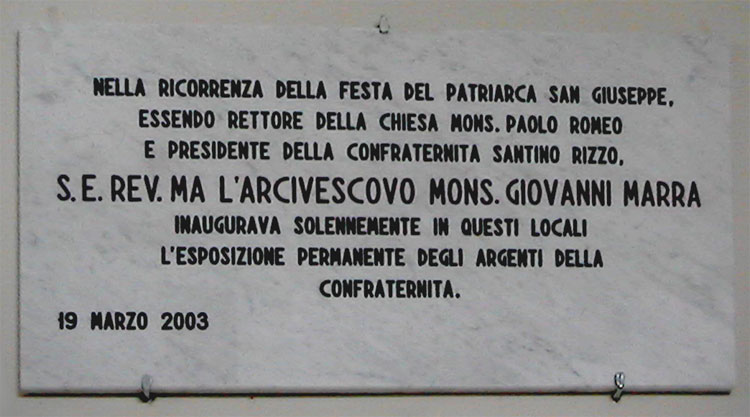 NELLA RICORRENZA DELLA FESTA DEL PATRIARCA SAN GIUSEPPE,
ESSENDO RETTORE DELLA CHIESA MONS. PAOLO ROMEO
E PRESIDENTE DELLA CONFRATERNITA SANTINO RIZZO,
S.E. REV. MA L'ARCIVESCOVO MONS. GIOVANNI MARRA
INAUGURAVA SOLENNEMENTE IN QUESTI LOCALI
L'ESPOSIZIONE PERMANENTE DEGLI ARGENTI DELLA
CONFRATERNITA.
19 MARZO 2003